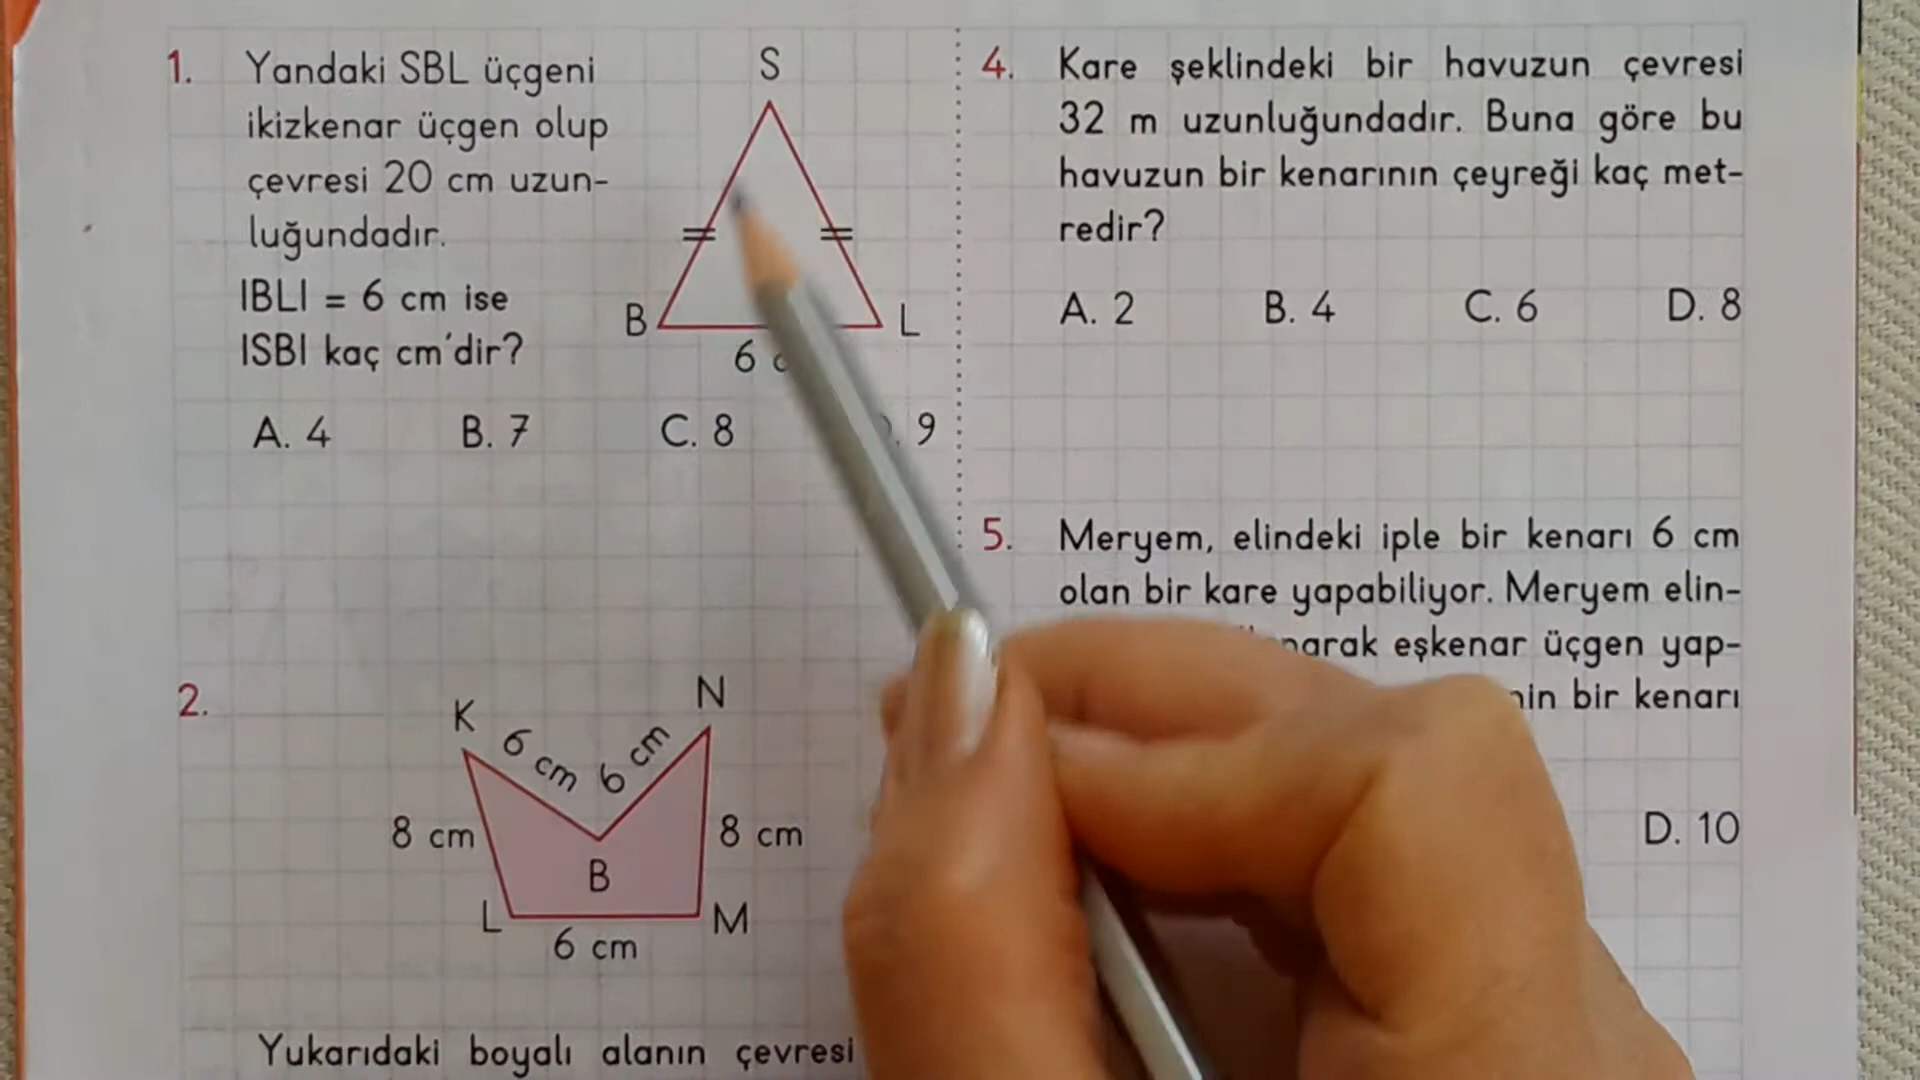 1. Yandaki SBL üçgeni
ikizkenar üçgen olup
çevresi 20 cm uzun-
luğundadır.
IBLI = 6 cm ise
ISBI kaç cm'dir?
S
=
=
B
L
6
A. 4 B. 7 C. 8 9
2.
K
N
6 cm
6 cm
8 cm
8 cm
B
L
M
6 cm
Yukarıdaki boyalı alanın çevresi
4. Kare şeklindeki bir havuzun çevresi
32 m uzunluğundadır. Buna göre bu
havuzun bir kenarının çeyreği kaç met-
redir?
A. 2 B. 4 C. 6 D. 8
5. Meryem, elindeki iple bir kenarı 6 cm
olan bir kare yapabiliyor. Meryem elin-
eşkenar üçgen yap-
bir kenarı
D. 10